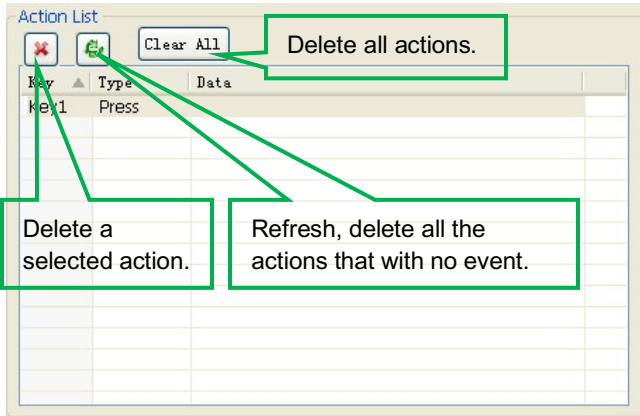 Action List
Clear All
Delete all actions.
Key Type Data
Key1 Press
Delete a
selected action.
Refresh, delete all the
actions that with no event.